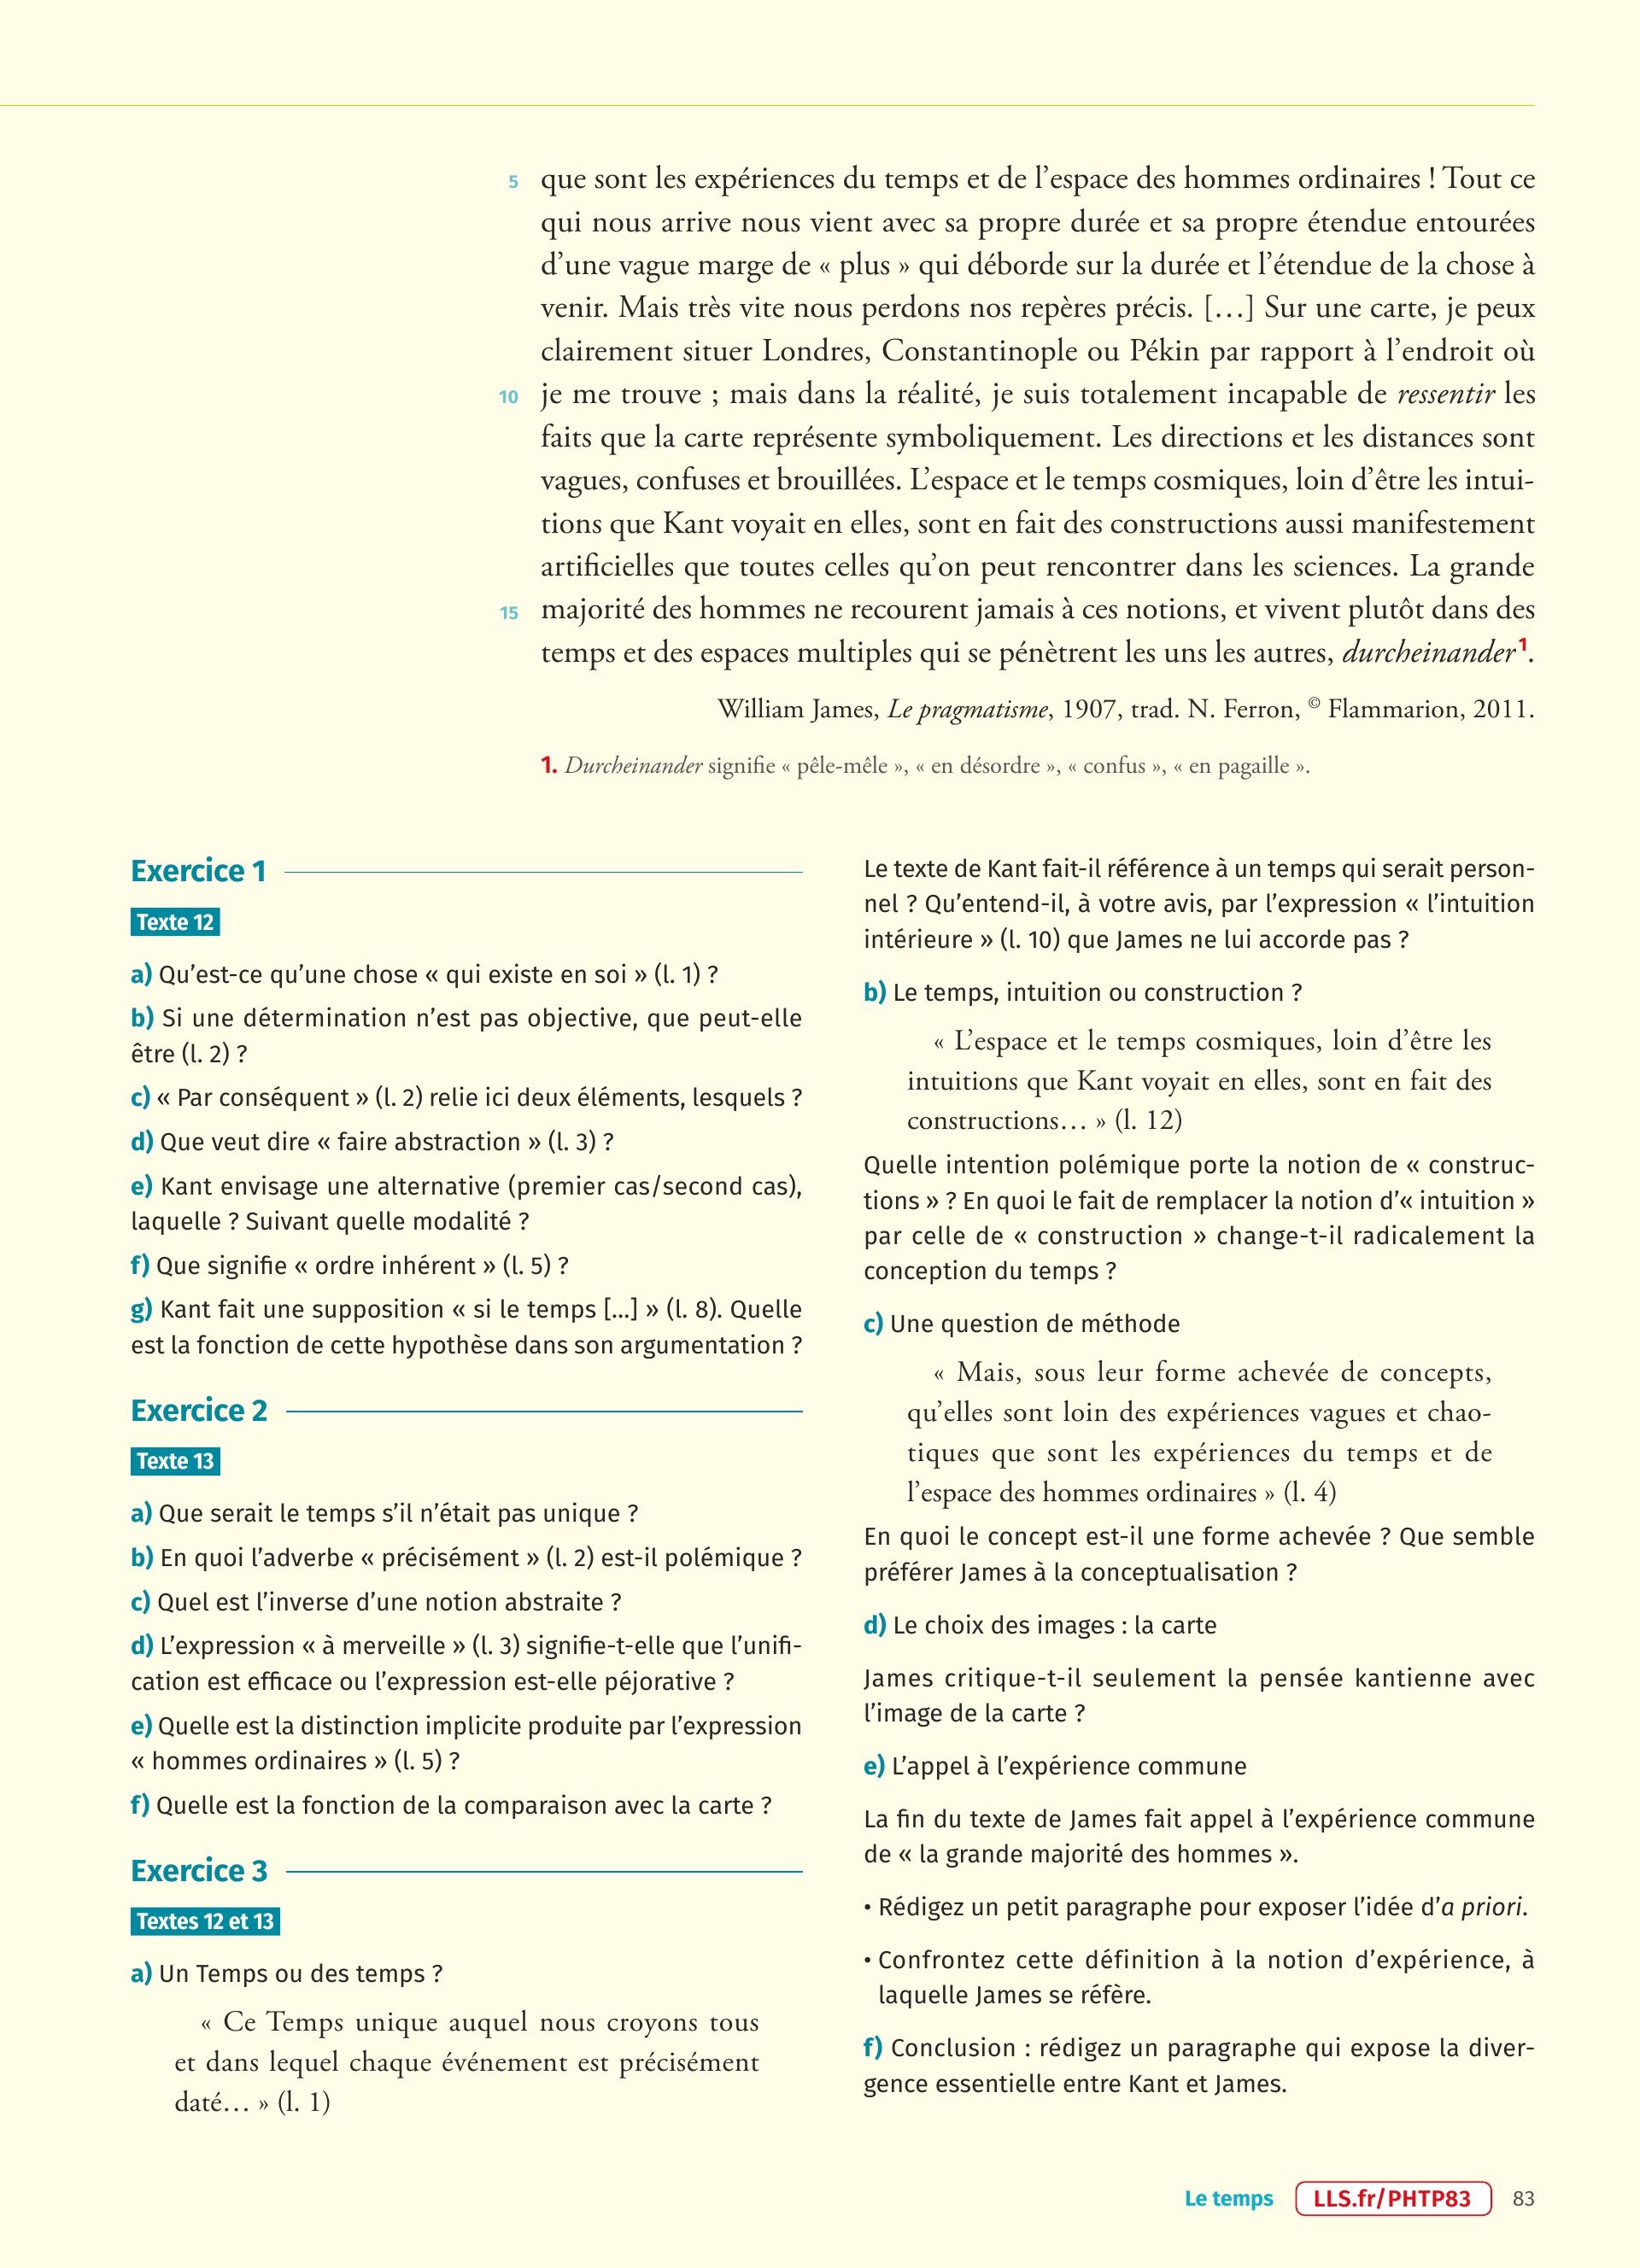 5 que sont les expériences du temps et de l'espace des hommes ordinaires ! Tout ce
qui nous arrive nous vient avec sa propre durée et sa propre étendue entourées
d'une vague marge de « plus » qui déborde sur la durée et l'étendue de la chose à
venir. Mais très vite nous perdons nos repères précis. […] Sur une carte, je peux
clairement situer Londres, Constantinople ou Pékin par rapport à l'endroit où
10 je me trouve ; mais dans la réalité, je suis totalement incapable de ressentir les
faits que la carte représente symboliquement. Les directions et les distances sont
vagues, confuses et brouillées. L'espace et le temps cosmiques, loin d'être les intui-
tions que Kant voyait en elles, sont en fait des constructions aussi manifestement
artificielles que toutes celles qu'on peut rencontrer dans les sciences. La grande
15 majorité des hommes ne recourent jamais à ces notions, et vivent plutôt dans des
temps et des espaces multiples qui se pénètrent les uns les autres, durcheinander1.
William James, Le pragmatisme, 1907, trad. N. Ferron, © Flammarion, 2011.
1. Durcheinander signifie « pêle-mêle », « en désordre », « confus », « en pagaille ».
Exercice 1
Texte 12
a) Qu'est-ce qu'une chose « qui existe en soi » (l. 1) ?
b) Si une détermination n'est pas objective, que peut-elle
être (l. 2) ?
c) « Par conséquent » (l. 2) relie ici deux éléments, lesquels ?
d) Que veut dire « faire abstraction » (l. 3) ?
e) Kant envisage une alternative (premier cas/second cas),
laquelle ? Suivant quelle modalité ?
f) Que signifie « ordre inhérent » (l. 5) ?
g) Kant fait une supposition « si le temps […] » (l. 8). Quelle
est la fonction de cette hypothèse dans son argumentation ?
Exercice 2
Texte 13
a) Que serait le temps s'il n'était pas unique ?
b) En quoi l'adverbe « précisément » (l. 2) est-il polémique ?
c) Quel est l'inverse d'une notion abstraite ?
d) L'expression « à merveille » (l. 3) signifie-t-elle que l'unifi-
cation est efficace ou l'expression est-elle péjorative ?
e) Quelle est la distinction implicite produite par l'expression
« hommes ordinaires » (l. 5) ?
f) Quelle est la fonction de la comparaison avec la carte ?
Exercice 3
Textes 12 et 13
a) Un Temps ou des temps ?
« Ce Temps unique auquel nous croyons tous
et dans lequel chaque événement est précisément
daté… » (l. 1)
Le texte de Kant fait-il référence à un temps qui serait person-
nel ? Qu'entend-il, à votre avis, par l'expression « l'intuition
intérieure » (l. 10) que James ne lui accorde pas ?
b) Le temps, intuition ou construction ?
« L'espace et le temps cosmiques, loin d'être les
intuitions que Kant voyait en elles, sont en fait des
constructions… » (l. 12)
Quelle intention polémique porte la notion de « construc-
tions » ? En quoi le fait de remplacer la notion d'« intuition »
par celle de « construction » change-t-il radicalement la
conception du temps ?
c) Une question de méthode
« Mais, sous leur forme achevée de concepts,
qu'elles sont loin des expériences vagues et chao-
tiques que sont les expériences du temps et de
l'espace des hommes ordinaires » (l. 4)
En quoi le concept est-il une forme achevée ? Que semble
préférer James à la conceptualisation ?
d) Le choix des images : la carte
James critique-t-il seulement la pensée kantienne avec
l'image de la carte ?
e) L'appel à l'expérience commune
La fin du texte de James fait appel à l'expérience commune
de « la grande majorité des hommes ».
• Rédigez un petit paragraphe pour exposer l'idée d'a priori.
• Confrontez cette définition à la notion d'expérience, à
laquelle James se réfère.
f) Conclusion : rédigez un paragraphe qui expose la diver-
gence essentielle entre Kant et James.
Le temps LLS.fr/PHTP83 83